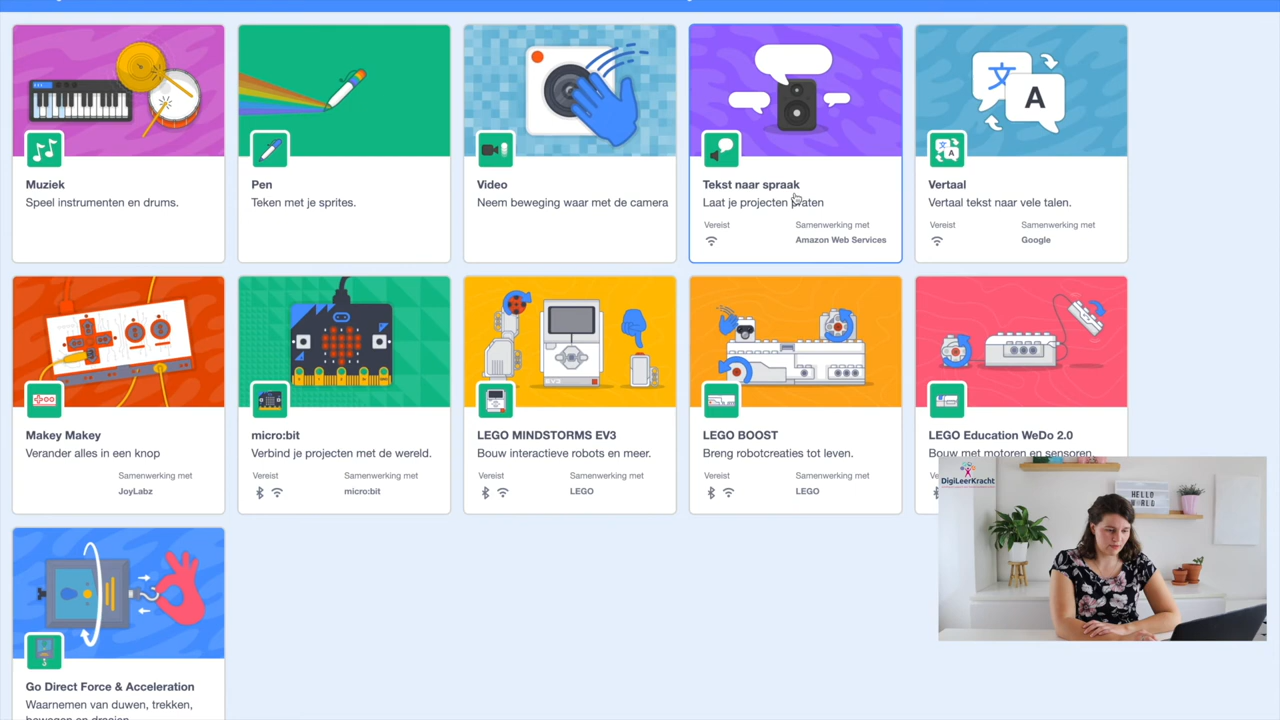 Muziek
Speel instrumenten en drums.
Pen
Teken met je sprites.
Video
Neem beweging waar met de camera
Tekst naar spraak
Laat je projecten praten
Vereist
Samenwerking met
Amazon Web Services
文
A
Vertaal
Vertaal tekst naar vele talen.
Vereist
Samenwerking met
Google
Makey Makey
Verander alles in een knop
Samenwerking met
JoyLabz
micro:bit
Verbind je projecten met de wereld.
Vereist
Samenwerking met
micro:bit
EV3
LEGO MINDSTORMS EV3
Bouw interactieve robots en meer.
Vereist
Samenwerking met
LEGO
LEGO BOOST
Breng robotcreaties tot leven.
Vereist
Samenwerking met
LEGO
LEGO Education WeDo 2.0
Bouw met motoren en sensoren.
DigiLeerKracht
HELLO
WORLD
Go Direct Force & Acceleration
Waarnemen van duwen, trekken,
bewegen en draaien.